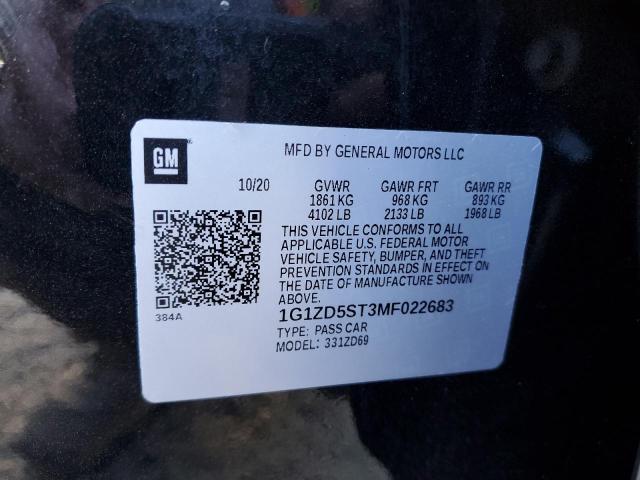 GM
MFD BY GENERAL MOTORS LLC
10/20 GVWR GAWR FRT GAWR RR
1861 KG 968 KG 893 KG
4102 LB 2133 LB 1968 LB
THIS VEHICLE CONFORMS TO ALL
APPLICABLE U.S. FEDERAL MOTOR
VEHICLE SAFETY, BUMPER, AND THEFT
PREVENTION STANDARDS IN EFFECT ON
THE DATE OF MANUFACTURE SHOWN
ABOVE.
384A
1G1ZD5ST3MF022683
TYPE: PASS CAR
MODEL: 331ZD69